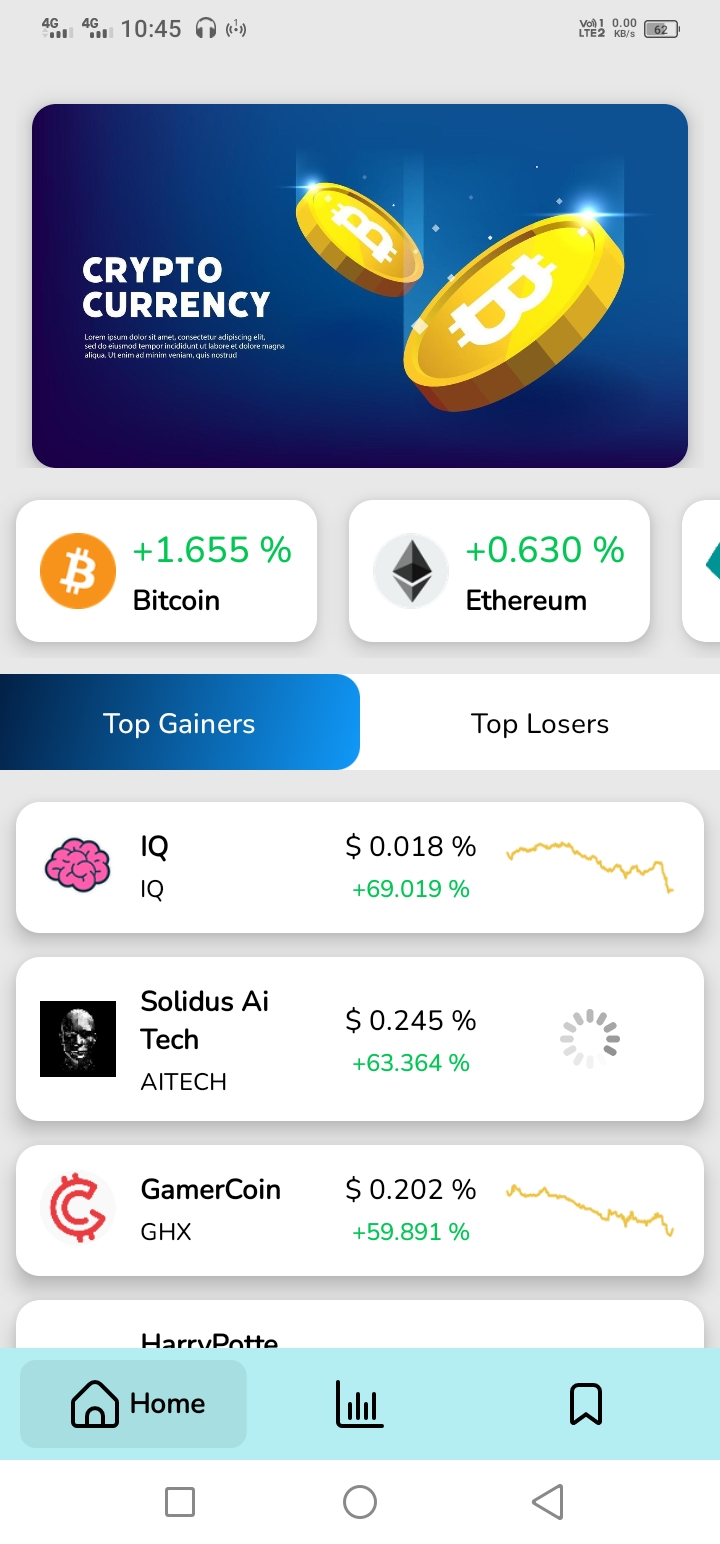 4G 4G 10:45 1 Vo)) 1 LTE2 0.00 KB/s 62
CRYPTO
CURRENCY
Lorem ipsum dolor sit amet, consectetur adipiscing elit,
sed do eiusmod tempor incididunt ut labore et dolore magna
aliqua. Ut enim ad minim veniam, quis nostrud
+1.655 %
Bitcoin
+0.630 %
Ethereum
Top Gainers
Top Losers
IQ
IQ
$ 0.018 %
+69.019 %
Solidus Ai
Tech
AITECH
$ 0.245 %
+63.364 %
GamerCoin
GHX
$ 0.202 %
+59.891 %
HarryPotte
Home